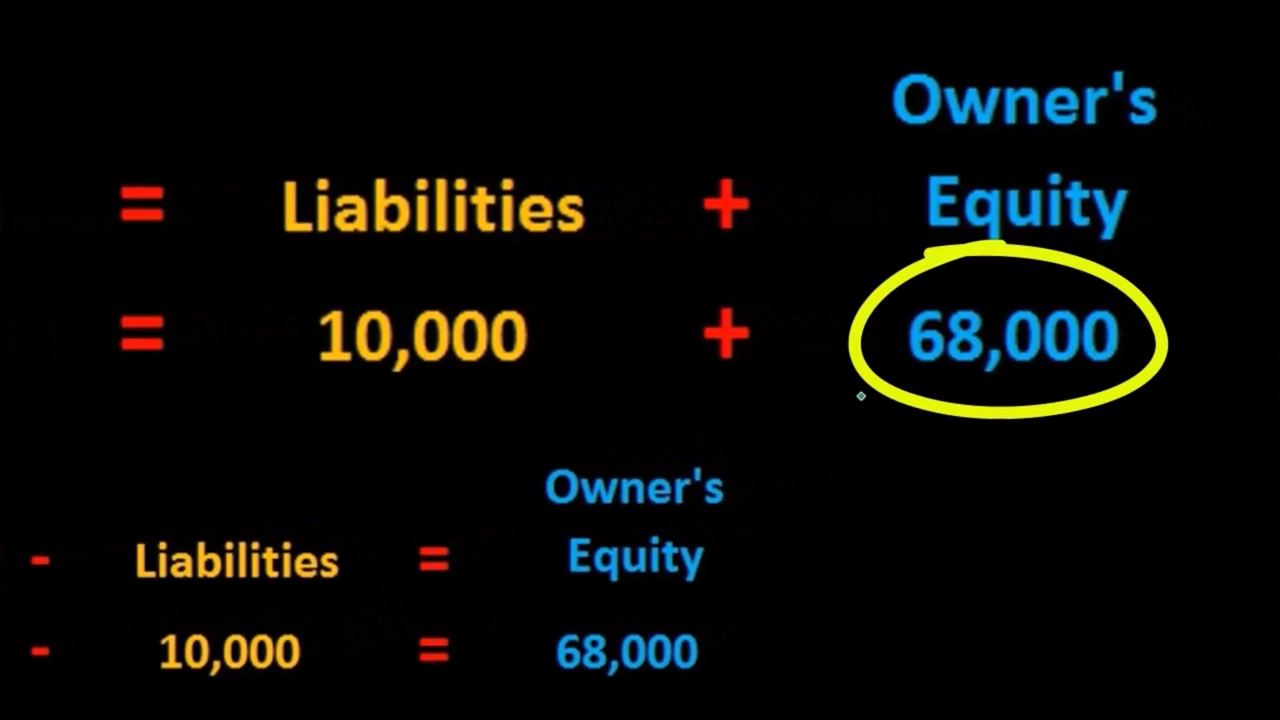 Owner's
= Liabilities + Equity
= 10,000 + 68,000
Owner's
- Liabilities = Equity
- 10,000 = 68,000